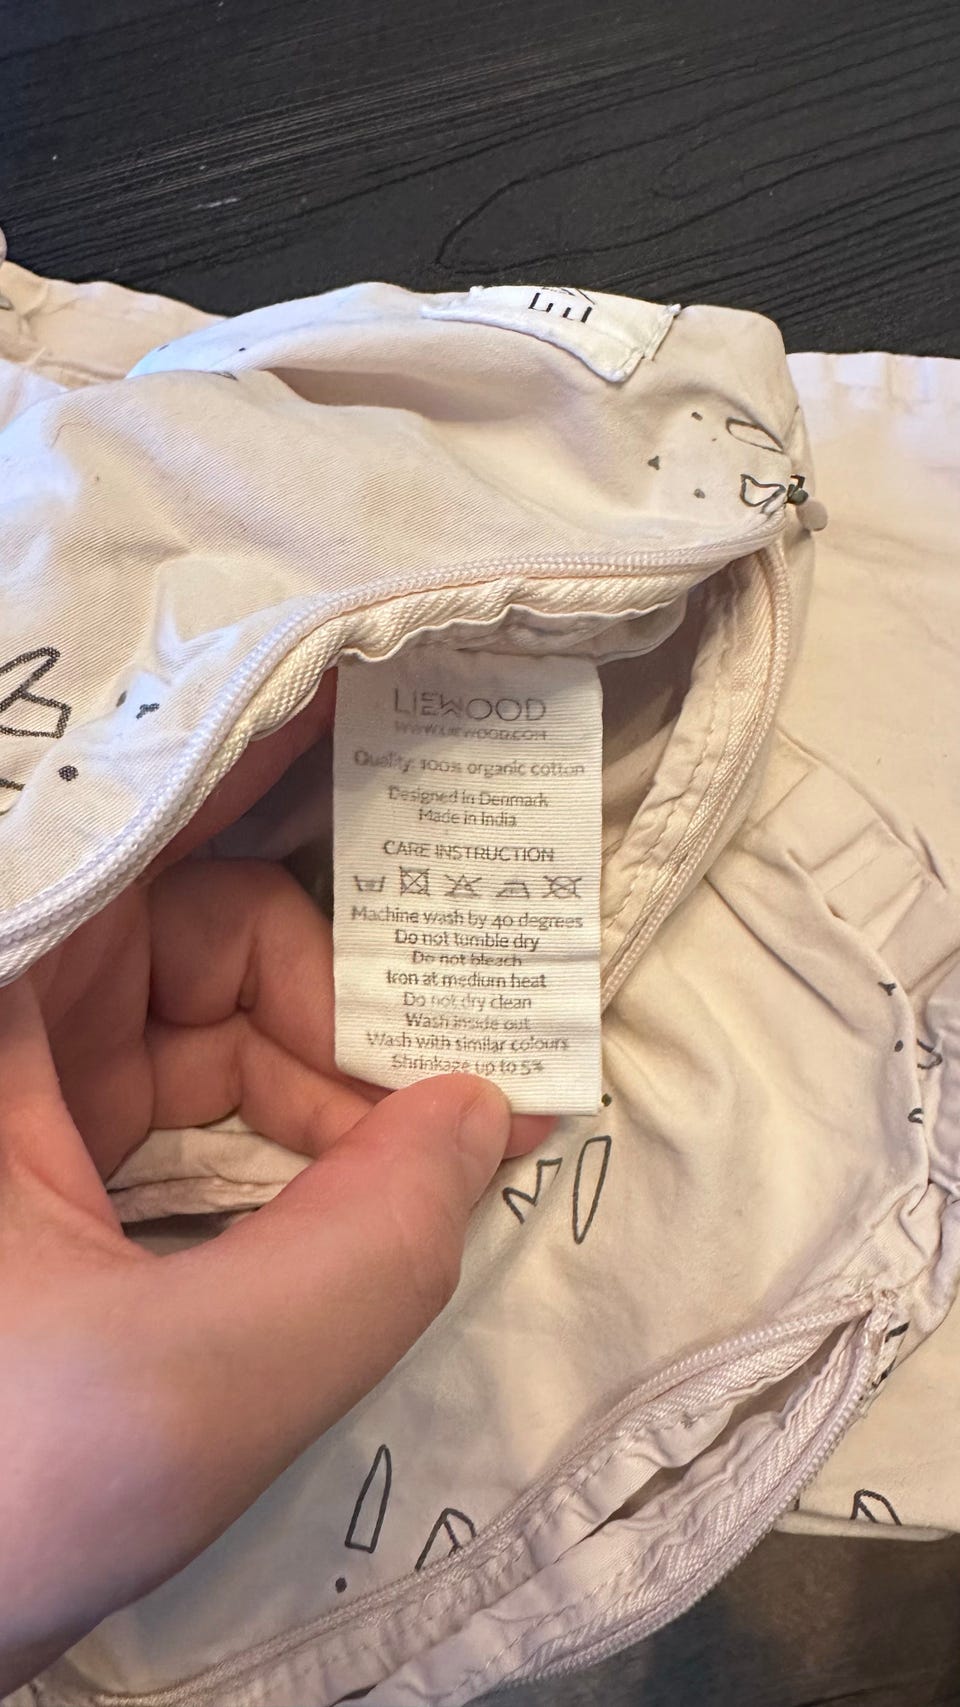 LIEWOOD
WWW.LIEWOOD.COM
Quality: 100% organic cotton
Designed in Denmark
Made in India
CARE INSTRUCTION
Machine wash by 40 degrees
Do not tumble dry
Do not bleach
Iron at medium heat
Do not dry clean
Wash inside out
Wash with similar colours
Shrinkage up to 5%